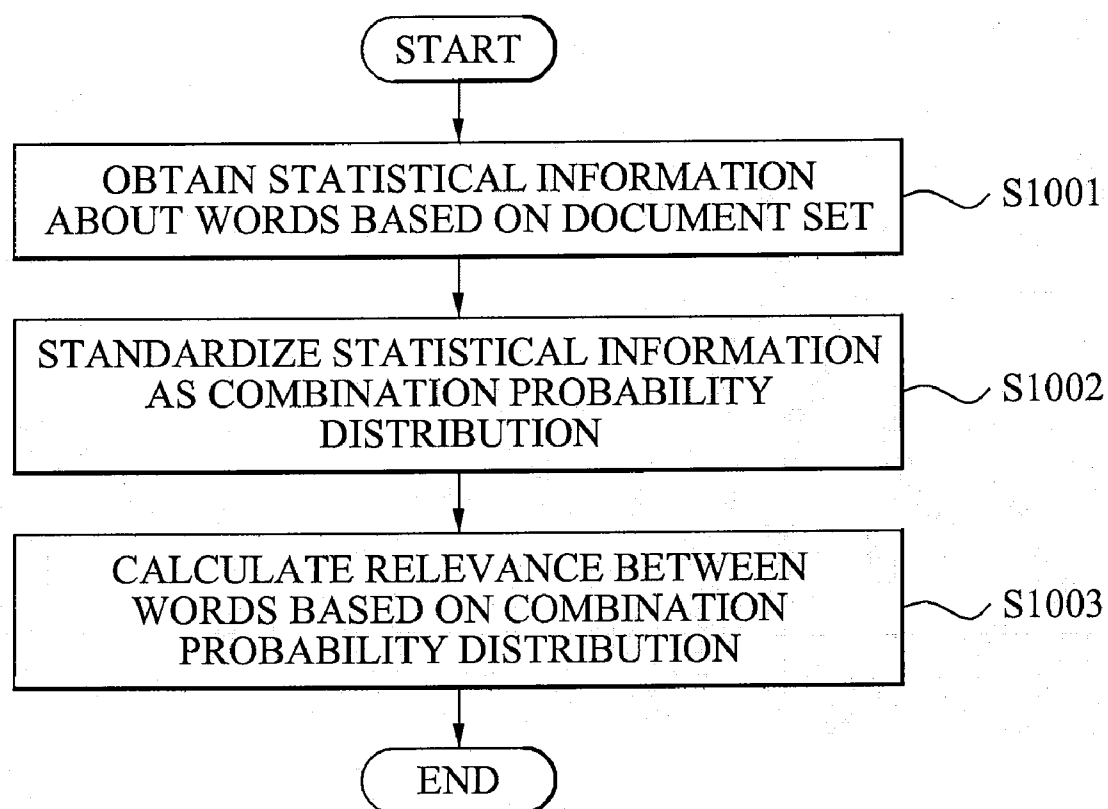 START
OBTAIN STATISTICAL INFORMATION
ABOUT WORDS BASED ON DOCUMENT SET
S1001
STANDARDIZE STATISTICAL INFORMATION
AS COMBINATION PROBABILITY
DISTRIBUTION
S1002
CALCULATE RELEVANCE BETWEEN
WORDS BASED ON COMBINATION
PROBABILITY DISTRIBUTION
S1003
END